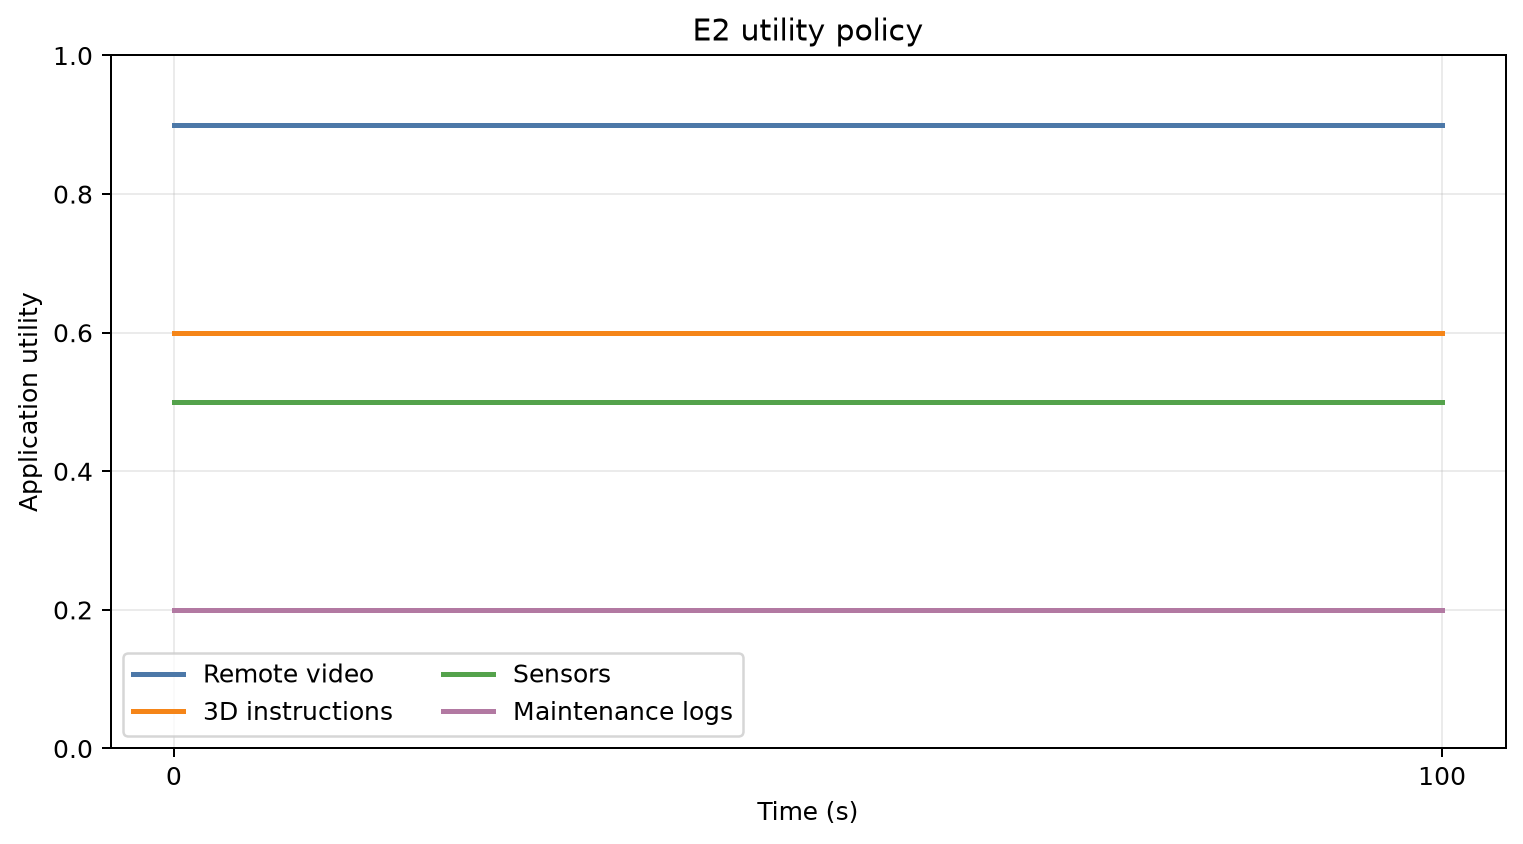 E2 utility policy
1.0
0.8
0.6
0.4
0.2
0.0
Application utility
Remote video
3D instructions
Sensors
Maintenance logs
0
100
Time (s)